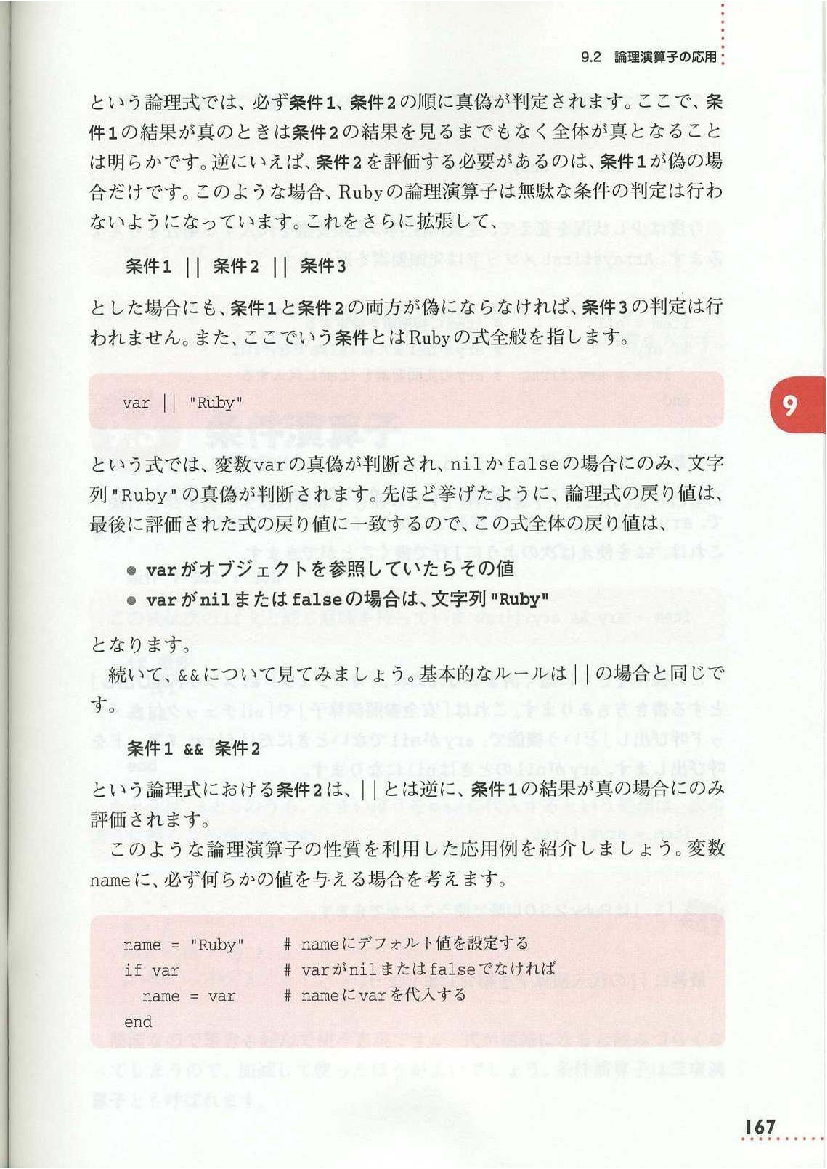 9.2 論理演算子の応用
という論理式では、必ず条件1、条件2の順に真偽が判定されます。ここで、条
件1の結果が真のときは条件2の結果を見るまでもなく全体が真となること
は明らかです。逆にいえば、条件2を評価する必要があるのは、条件1が偽の場
合だけです。このような場合、Rubyの論理演算子は無駄な条件の判定は行わ
ないようになっています。これをさらに拡張して、
条件1 || 条件2 || 条件3
とした場合にも、条件1と条件2の両方が偽にならなければ、条件3の判定は行
われません。また、ここでいう条件とはRubyの式全般を指します。
var || "Ruby"
9
という式では、変数varの真偽が判断され、nilかfalseの場合にのみ、文字
列"Ruby"の真偽が判断されます。先ほど挙げたように、論理式の戻り値は、
最後に評価された式の戻り値に一致するので、この式全体の戻り値は、
● varがオブジェクトを参照していたらその値
● varがnilまたはfalseの場合は、文字列"Ruby"
となります。
続いて、&&について見てみましょう。基本的なルールは||の場合と同じで
す。
条件1 && 条件2
という論理式における条件2は、||とは逆に、条件1の結果が真の場合にのみ
評価されます。
このような論理演算子の性質を利用した応用例を紹介しましょう。変数
nameに、必ず何らかの値を与える場合を考えます。
name = "Ruby" # nameにデフォルト値を設定する
if var # varがnilまたはfalseでなければ
name = var # nameにvarを代入する
end
167